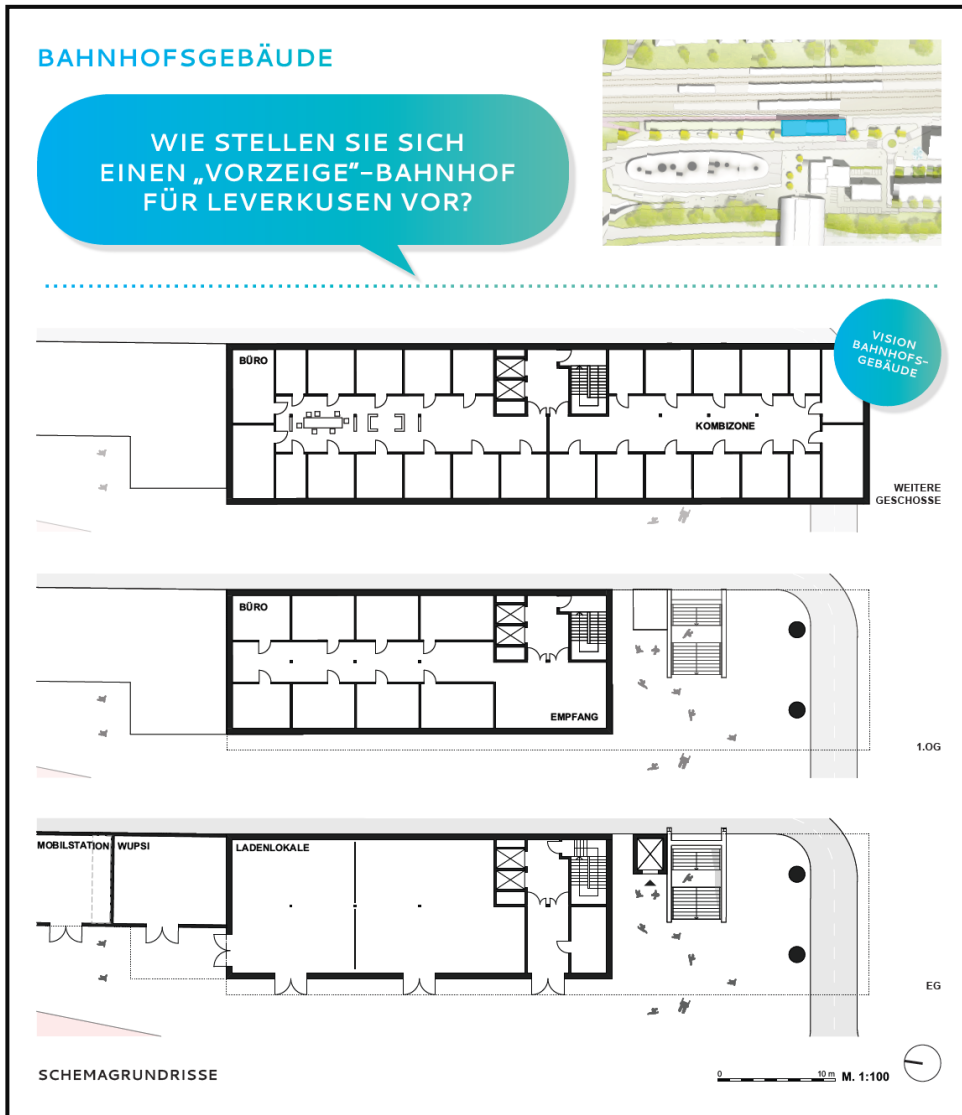 BAHNHOFSGEBÄUDE
WIE STELLEN SIE SICH
EINEN „VORZEIGE"-BAHNHOF
FÜR LEVERKUSEN VOR?
VISION
BAHNHOFS-
GEBÄUDE
BÜRO
KOMBIZONE
WEITERE
GESCHOSSE
BÜRO
EMPFANG
1.OG
MOBILSTATION
WUPSI
LADENLOKALE
EG
SCHEMAGRUNDRISSE
0 10 m M. 1:100